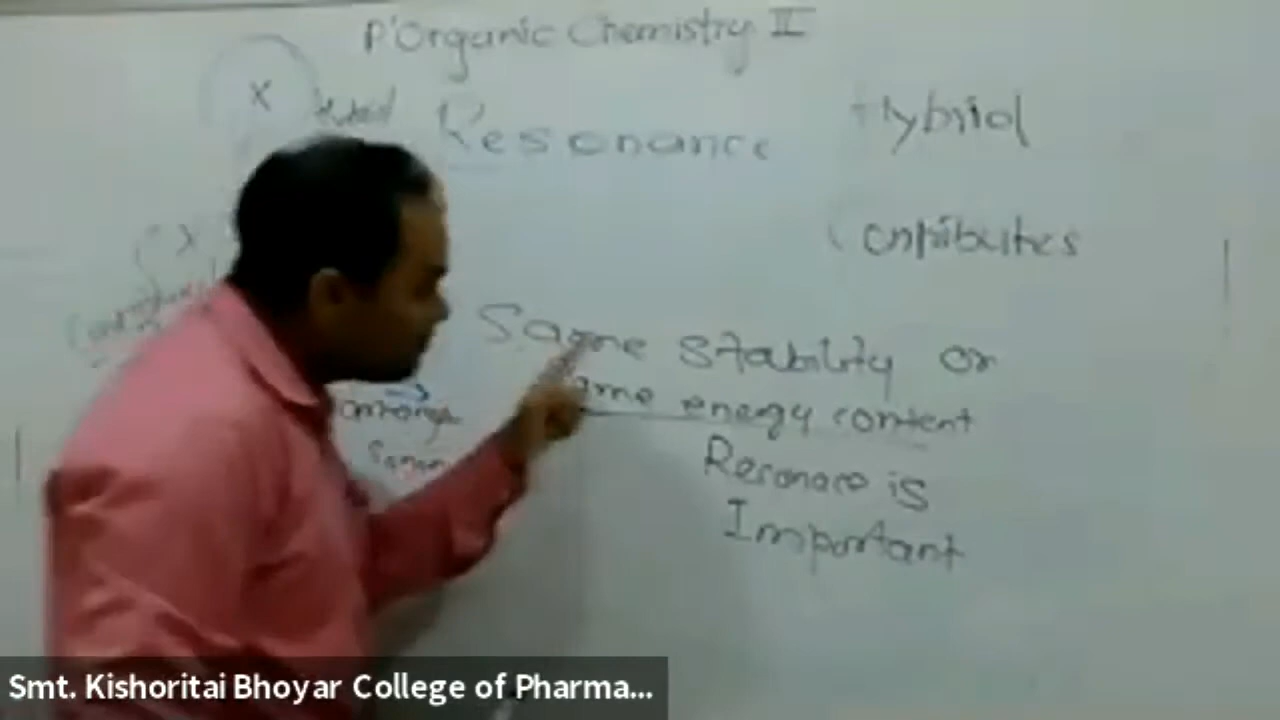 P'Organic Chemistry II
X
Resonance
Hybrid
X
Contributes
Same stability or
Same energy content
Resonace is
Important
Smt. Kishoritai Bhoyar College of Pharma...